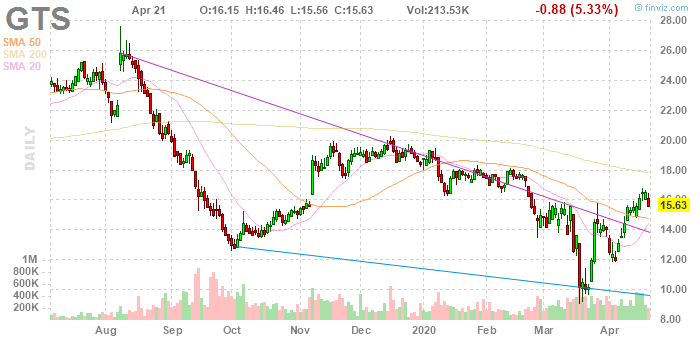 GTS
Apr 21 O:16.15 H:16.46 L:15.56 C:15.63 Vol:213.53K -0.88 (5.33%)
© finviz.com
SMA 50
SMA 200
SMA 20
DAILY
28.00
26.00
24.00
22.00
20.00
18.00
16.00
15.63
14.00
12.00
10.00
8.00
1M
800K
600K
400K
200K
Aug Sep Oct Nov Dec 2020 Feb Mar Apr